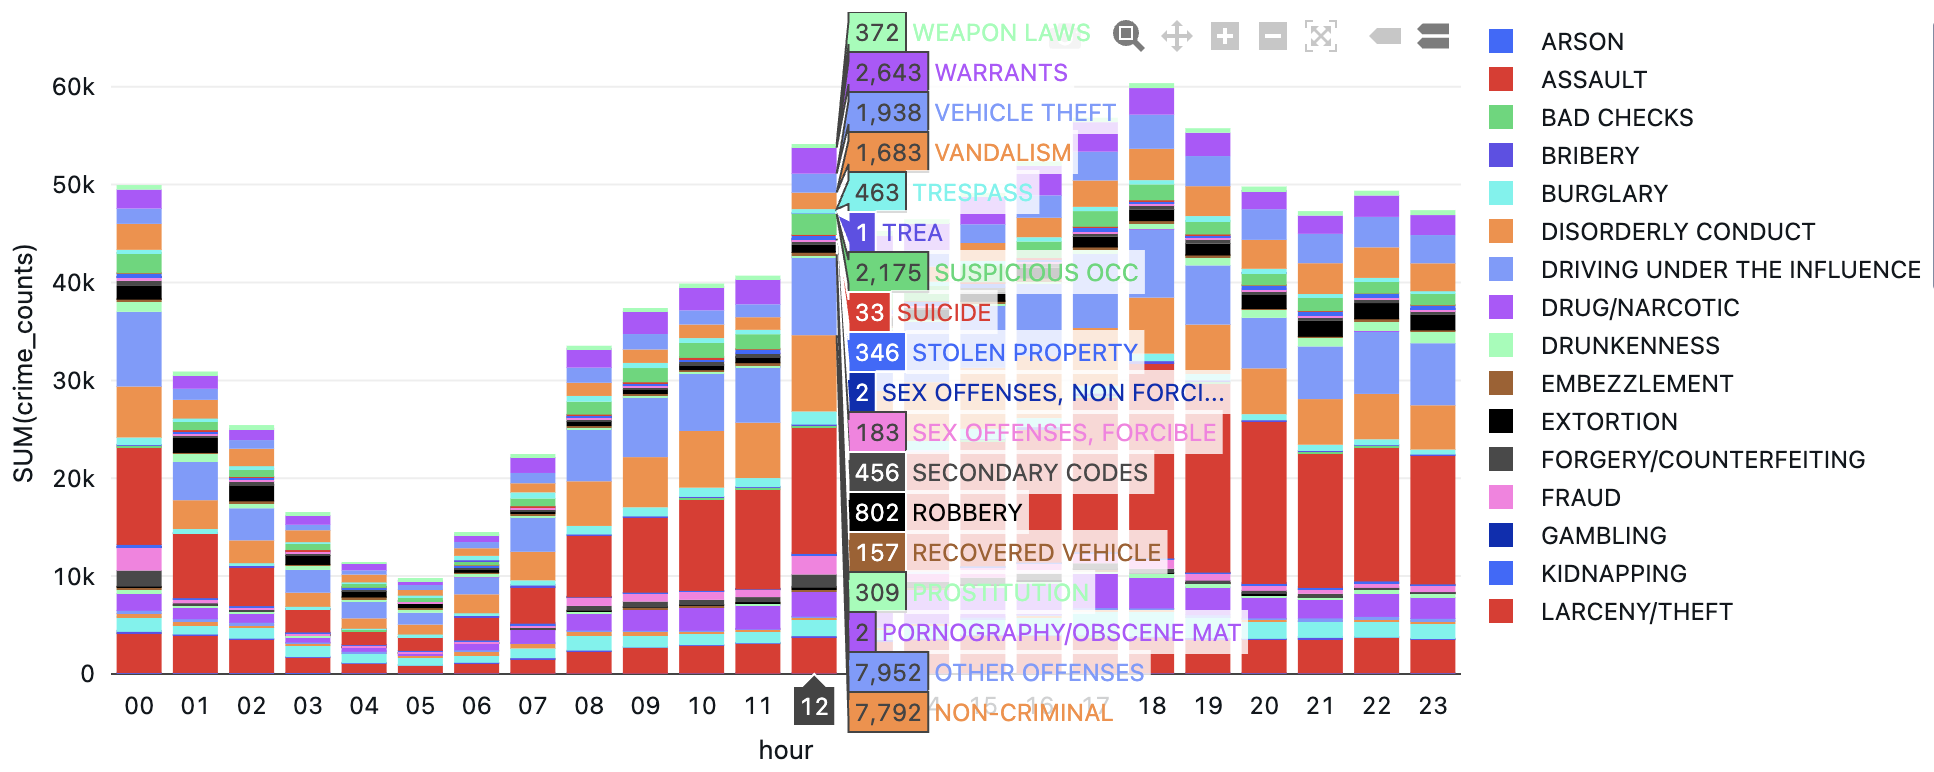 60k
50k
40k
30k
20k
10k
0
SUM(crime_counts)
372 WEAPON LAWS
2,643 WARRANTS
1,938 VEHICLE THEFT
1,683 VANDALISM
463 TRESPASS
1 TREA
2,175 SUSPICIOUS OCC
33 SUICIDE
346 STOLEN PROPERTY
2 SEX OFFENSES, NON FORCI...
183 SEX OFFENSES, FORCIBLE
456 SECONDARY CODES
802 ROBBERY
157 RECOVERED VEHICLE
309 PROSTITUTION
2 PORNOGRAPHY/OBSCENE MAT
7,952 OTHER OFFENSES
7,792 NON-CRIMINAL
00 01 02 03 04 05 06 07 08 09 10 11 12 15 16 17 18 19 20 21 22 23
hour
ARSON
ASSAULT
BAD CHECKS
BRIBERY
BURGLARY
DISORDERLY CONDUCT
DRIVING UNDER THE INFLUENCE
DRUG/NARCOTIC
DRUNKENNESS
EMBEZZLEMENT
EXTORTION
FORGERY/COUNTERFEITING
FRAUD
GAMBLING
KIDNAPPING
LARCENY/THEFT